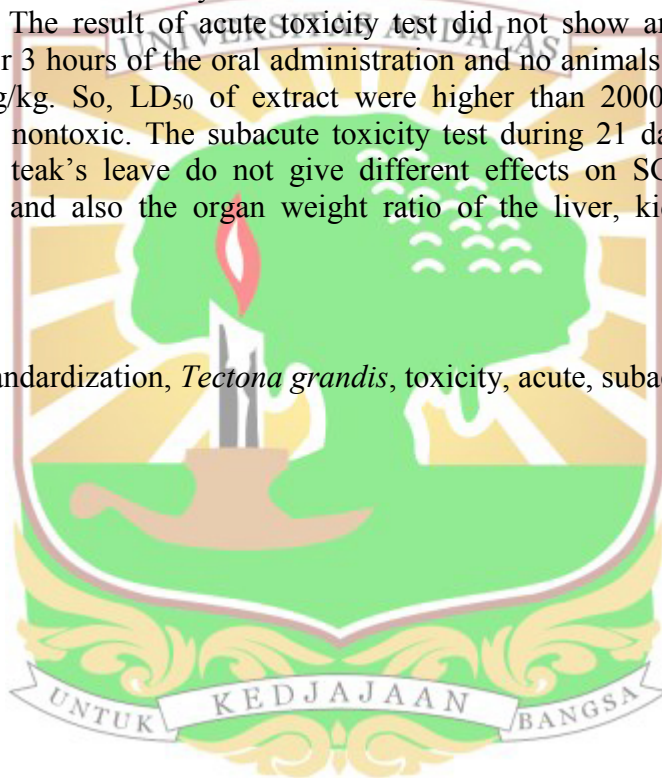 The result of acute toxicity test did not show an
UNIVERSITAS ANDALAS
r 3 hours of the oral administration and no animals
g/kg. So, LD₅₀ of extract were higher than 2000
nontoxic. The subacute toxicity test during 21 da
teak's leave do not give different effects on SG
and also the organ weight ratio of the liver, kid
andardization, Tectona grandis, toxicity, acute, subac
UNTUK KEDJAJAAN BANGSA